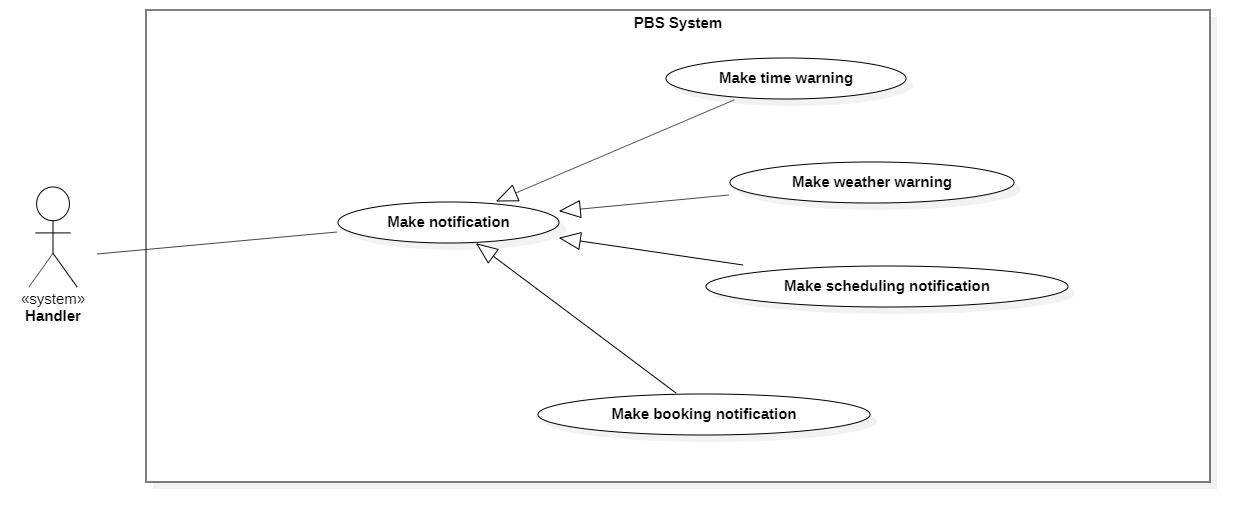 PBS System
Make time warning
Make weather warning
Make notification
Make scheduling notification
«system»
Handler
Make booking notification